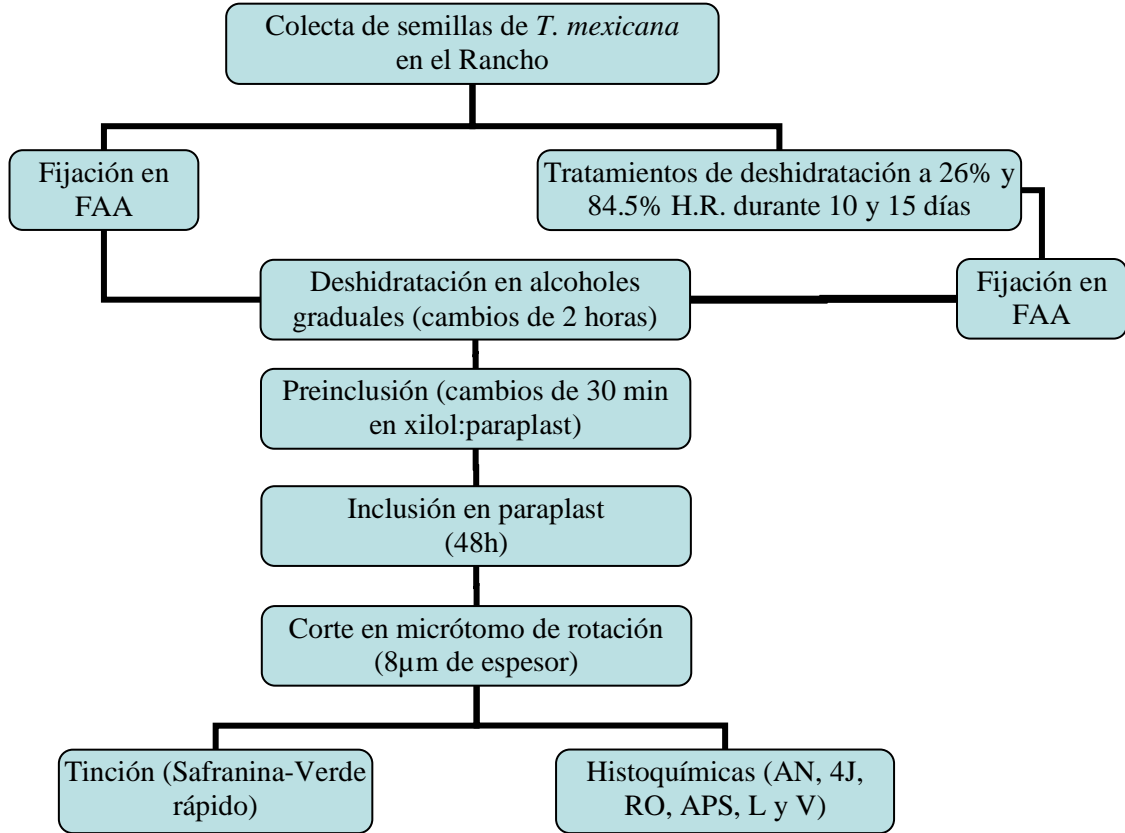 Colecta de semillas de T. mexicana
en el Rancho
Fijación en
FAA
Tratamientos de deshidratación a 26% y
84.5% H.R. durante 10 y 15 días
Deshidratación en alcoholes
graduales (cambios de 2 horas)
Fijación en
FAA
Preinclusión (cambios de 30 min
en xilol:paraplast)
Inclusión en paraplast
(48h)
Corte en micrótomo de rotación
(8µm de espesor)
Tinción (Safranina-Verde
rápido)
Histoquímicas (AN, 4J,
RO, APS, L y V)